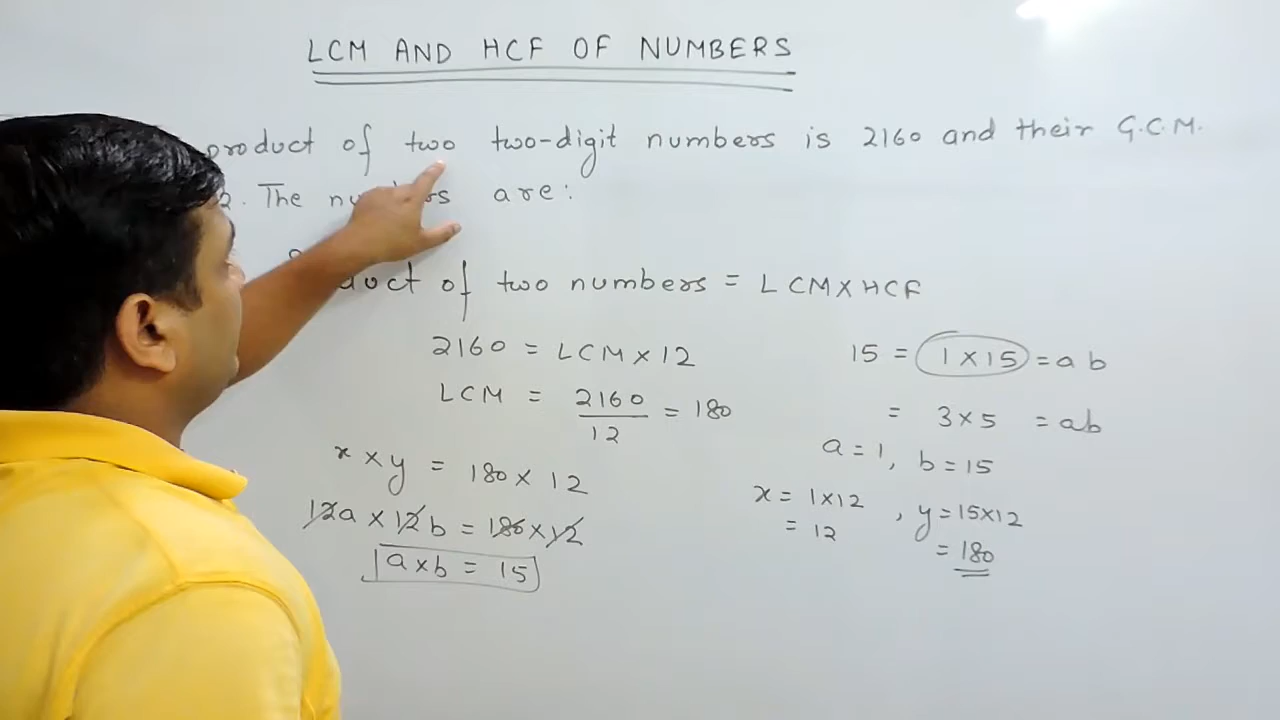 LCM AND HCF OF NUMBERS
product of two two-digit numbers is 2160 and their G.C.M.
2. The are:
of two numbers = LCM×HCF
2160 = LCM×12
LCM = 2160/12 = 180
x × y = 180 × 12
12a × 12b = 180×12
a×b = 15
15 = 1×15 = ab
= 3×5 = ab
a=1, b=15
x = 1×12 , y=15×12
= 12 = 180